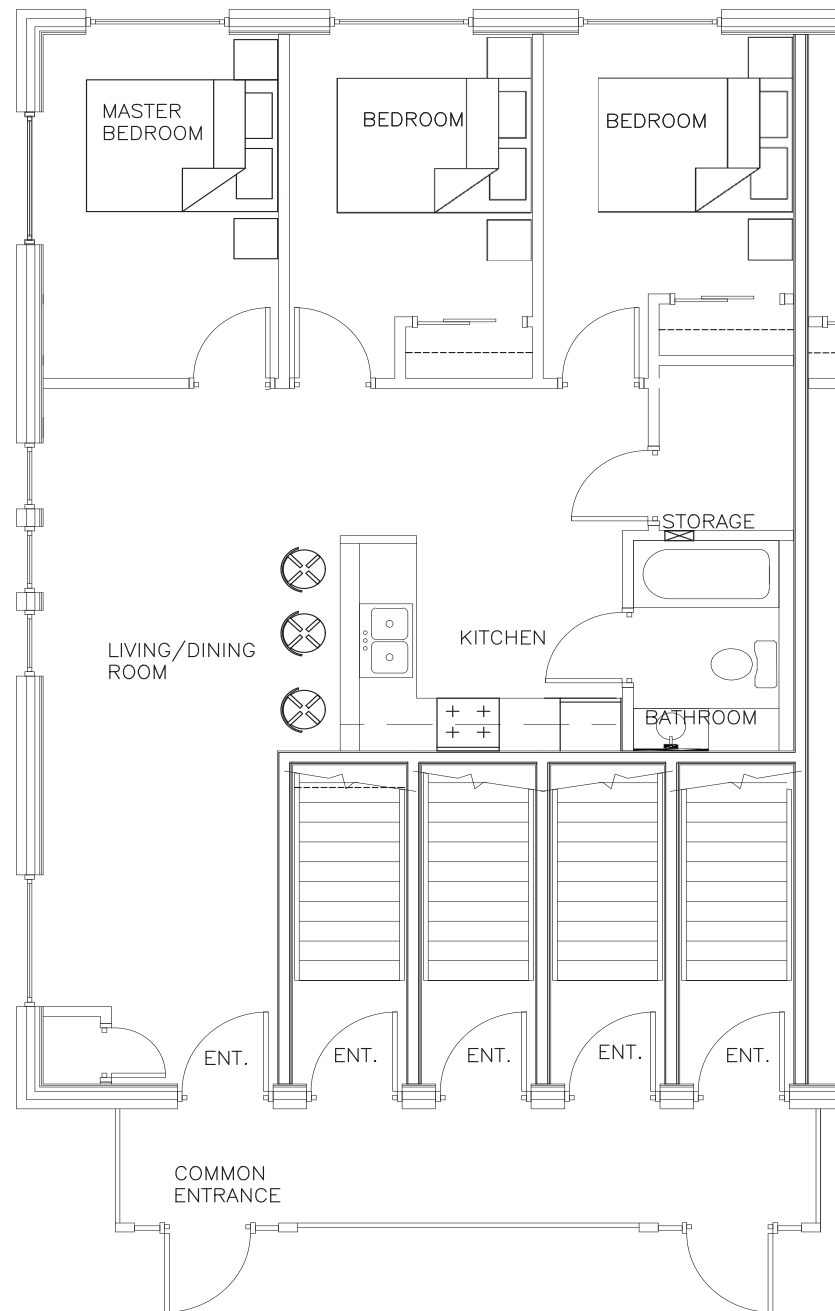 MASTER
BEDROOM
BEDROOM
BEDROOM
STORAGE
KITCHEN
LIVING/DINING
ROOM
BATHROOM
ENT.
ENT.
ENT.
ENT.
ENT.
COMMON
ENTRANCE